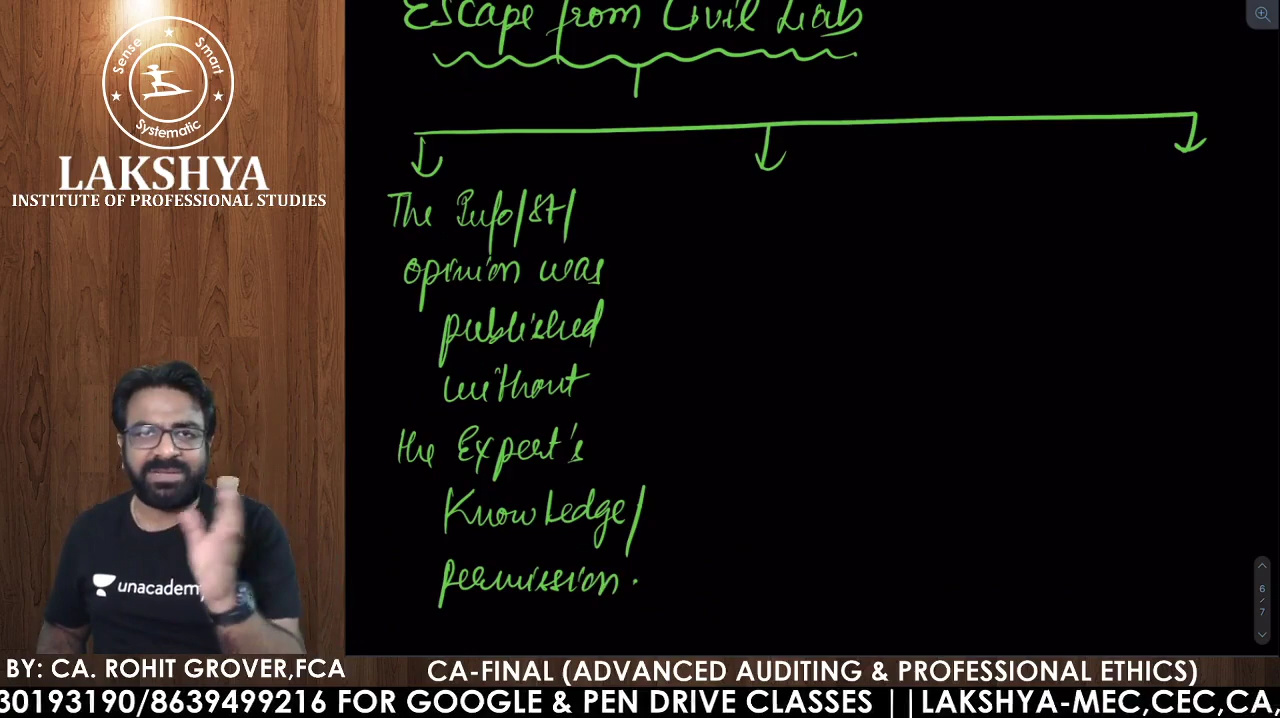 Escape from Civil Liab
Sense
Smart
Systematic
LAKSHYA
INSTITUTE OF PROFESSIONAL STUDIES
The Info/St/
opinion was
published
without
the Expert's
Knowledge/
permission.
unacademy
6
/
7
BY: CA. ROHIT GROVER,FCA
CA-FINAL (ADVANCED AUDITING & PROFESSIONAL ETHICS)
30193190/8639499216 FOR GOOGLE & PEN DRIVE CLASSES ||LAKSHYA-MEC,CEC,CA,